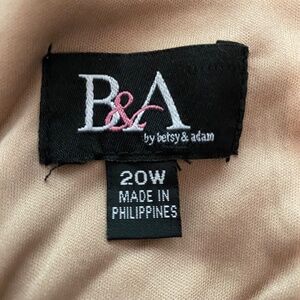 B&A
by betsy & adam
20W
MADE IN
PHILIPPINES